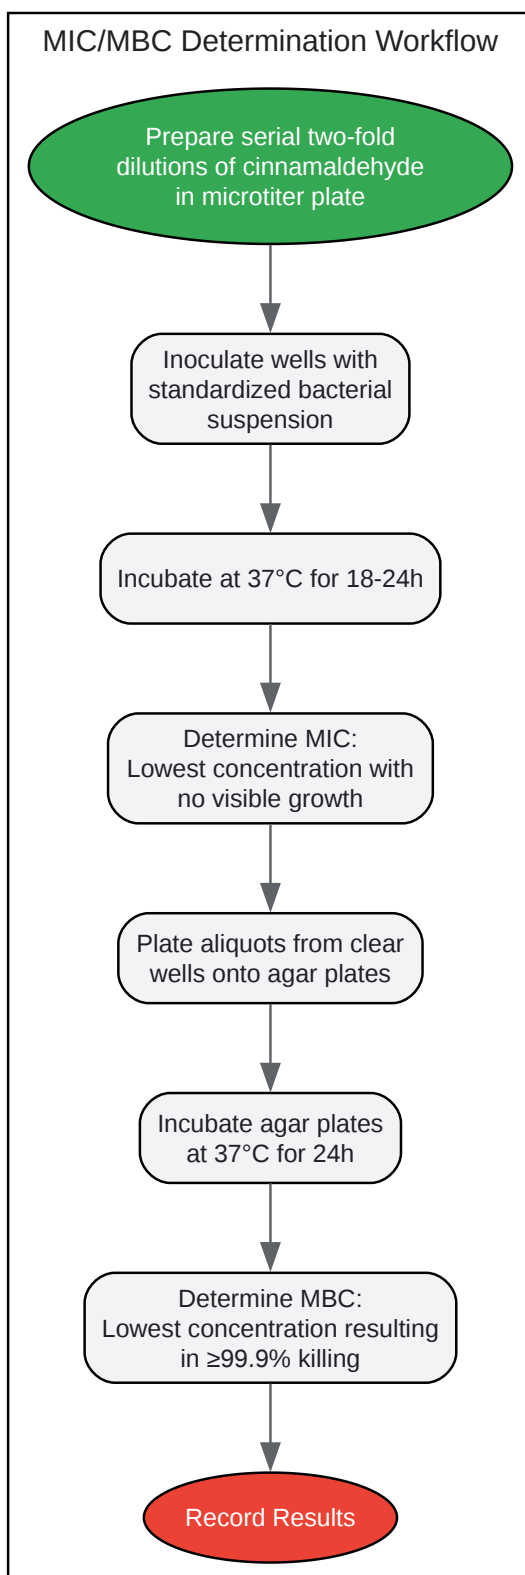 MIC/MBC Determination Workflow
Prepare serial two-fold
dilutions of cinnamaldehyde
in microtiter plate
Inoculate wells with
standardized bacterial
suspension
Incubate at 37°C for 18-24h
Determine MIC:
Lowest concentration with
no visible growth
Plate aliquots from clear
wells onto agar plates
Incubate agar plates
at 37°C for 24h
Determine MBC:
Lowest concentration resulting
in ≥99.9% killing
Record Results